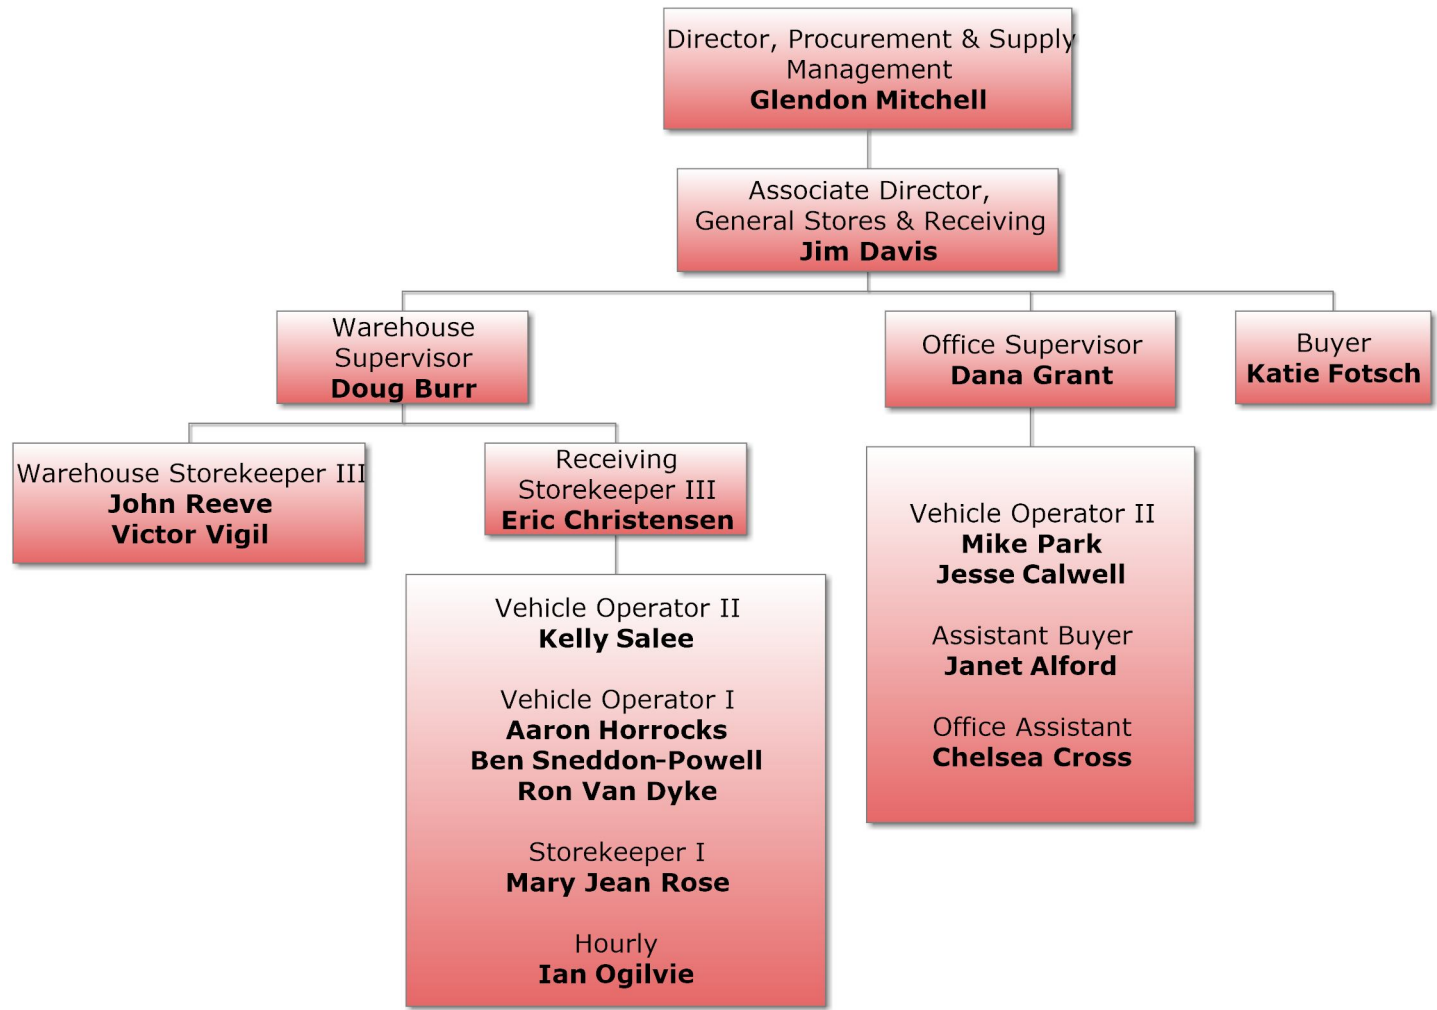 Director, Procurement & Supply
Management
Glendon Mitchell
Associate Director,
General Stores & Receiving
Jim Davis
Warehouse
Supervisor
Doug Burr
Office Supervisor
Dana Grant
Buyer
Katie Fotsch
Warehouse Storekeeper III
John Reeve
Victor Vigil
Receiving
Storekeeper III
Eric Christensen
Vehicle Operator II
Kelly Salee
Vehicle Operator I
Aaron Horrocks
Ben Sneddon-Powell
Ron Van Dyke
Storekeeper I
Mary Jean Rose
Hourly
Ian Ogilvie
Vehicle Operator II
Mike Park
Jesse Calwell
Assistant Buyer
Janet Alford
Office Assistant
Chelsea Cross